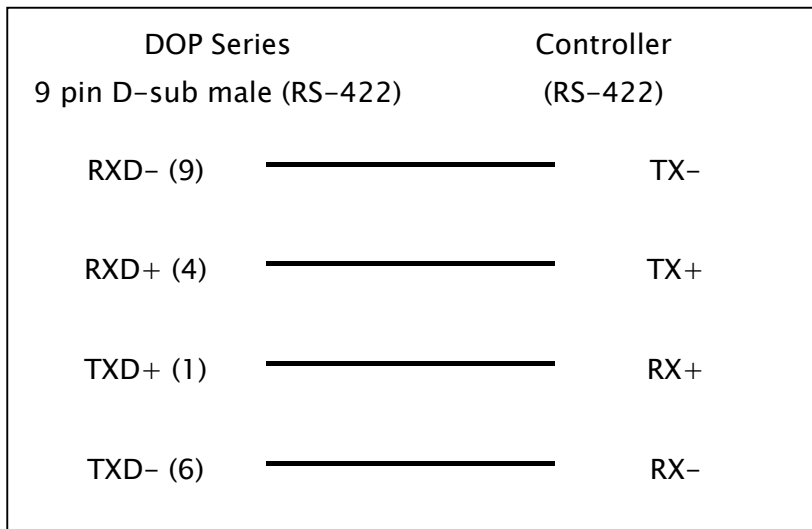 DOP Series Controller
9 pin D-sub male (RS-422) (RS-422)
RXD- (9) TX-
RXD+ (4) TX+
TXD+ (1) RX+
TXD- (6) RX-